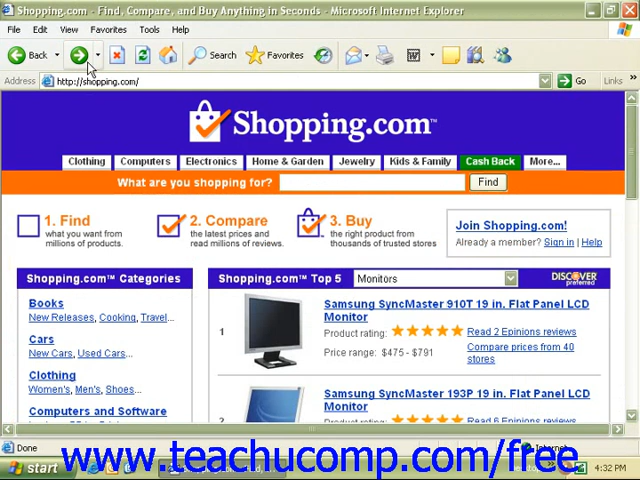 Shopping.com - Find, Compare, and Buy Anything in Seconds - Microsoft Internet Explorer
File Edit View Favorites Tools Help
Back Search Favorites
Address http://shopping.com/ Go Links »
Shopping.com™
Clothing Computers Electronics Home & Garden Jewelry Kids & Family Cash Back More...
What are you shopping for? Find
1. Find 2. Compare 3. Buy
what you want from millions of products.
the latest prices and read millions of reviews.
the right product from thousands of trusted stores
Join Shopping.com!
Already a member? Sign in | Help
Shopping.com™ Categories
Books
New Releases, Cooking, Travel...
Cars
New Cars, Used Cars...
Clothing
Women's, Men's, Shoes...
Computers and Software
Shopping.com™ Top 5 Monitors DISCOVER preferred
1
Samsung SyncMaster 910T 19 in. Flat Panel LCD
Monitor
Product rating: Read 2 Epinions reviews
Price range: $475 - $791 Compare prices from 40
stores
Samsung SyncMaster 193P 19 in. Flat Panel LCD
Monitor
Done Internet
start 4:32 PM
www.teachucomp.com/free